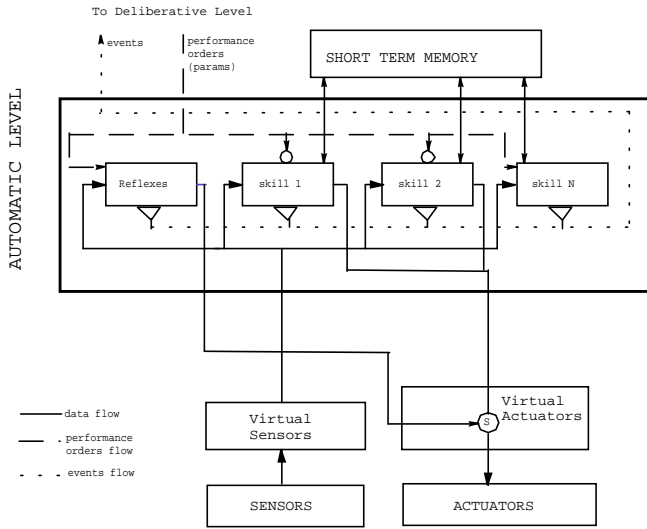 To Deliberative Level
events
performance
orders
(params)
SHORT TERM MEMORY
AUTOMATIC LEVEL
Reflexes
skill 1
skill 2
skill N
Virtual
Sensors
Virtual
Actuators
S
SENSORS
ACTUATORS
data flow
performance
orders flow
events flow